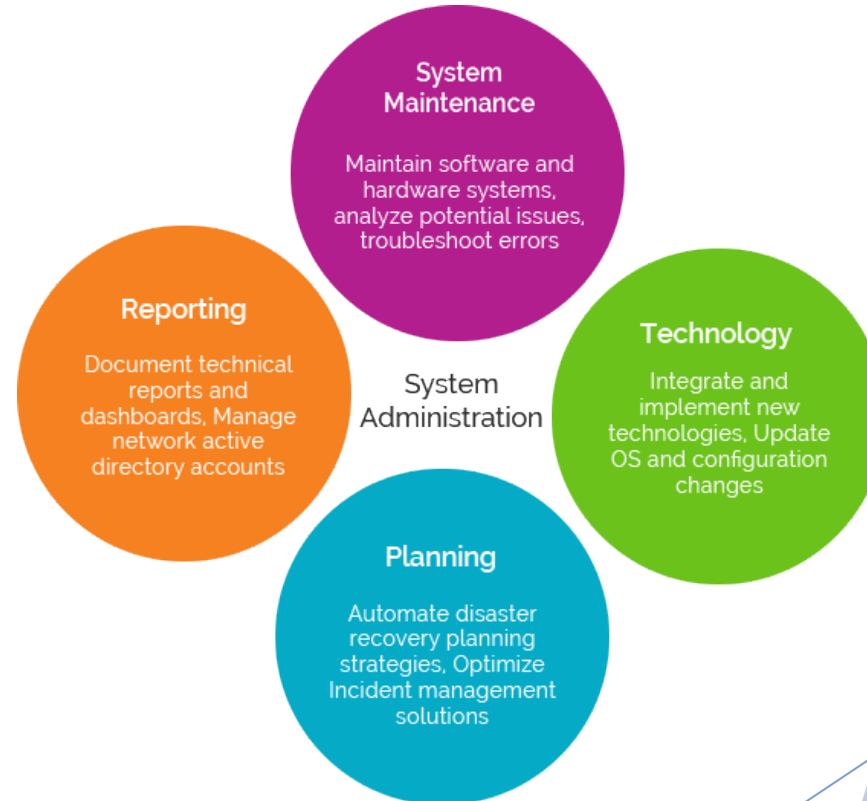 System
Maintenance
Maintain software and
hardware systems,
analyze potential issues,
troubleshoot errors
Reporting
Document technical
reports and
dashboards, Manage
network active
directory accounts
System
Administration
Technology
Integrate and
implement new
technologies, Update
OS and configuration
changes
Planning
Automate disaster
recovery planning
strategies, Optimize
Incident management
solutions